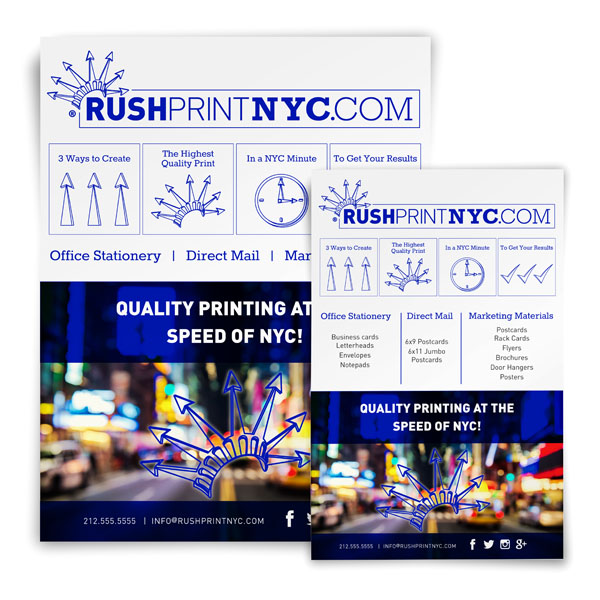 ® RUSHPRINTNYC.COM
3 Ways to Create
The Highest
Quality Print
In a NYC Minute
To Get Your Results
Office Stationery | Direct Mail | Mar
QUALITY PRINTING AT T
SPEED OF NYC!
212.555.5555 | INFO@RUSHPRINTNYC.COM
® RUSHPRINTNYC.COM
3 Ways to Create
The Highest
Quality Print
In a NYC Minute
To Get Your Results
Office Stationery
Business cards
Letterheads
Envelopes
Notepads
Direct Mail
6x9 Postcards
6x11 Jumbo
Postcards
Marketing Materials
Postcards
Rack Cards
Flyers
Brochures
Door Hangers
Posters
QUALITY PRINTING AT THE
SPEED OF NYC!
212.555.5555 | INFO@RUSHPRINTNYC.COM